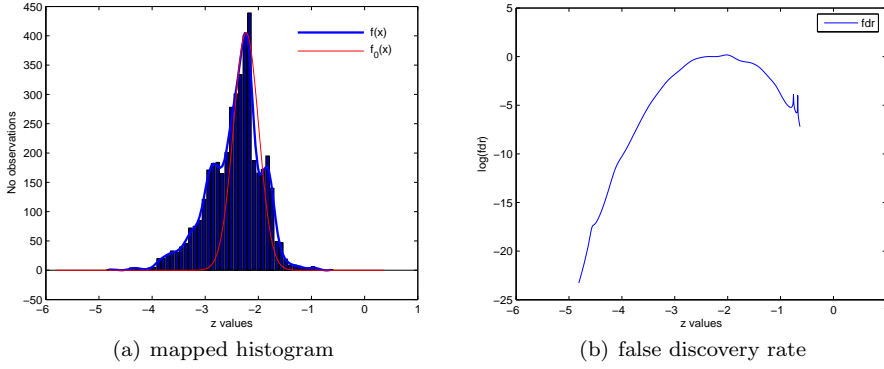 450
400
350
300
250
200
150
100
50
0
−50
No observations
f(x)
f0(x)
−6 −5 −4 −3 −2 −1 0 1
z values
(a) mapped histogram
5
0
−5
−10
−15
−20
−25
log(fdr)
fdr
−6 −5 −4 −3 −2 −1 0 1
z values
(b) false discovery rate